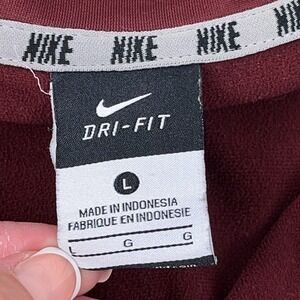 NIKE NIKE NIKE NIKE
DRI-FIT
L
MADE IN INDONESIA
FABRIQUE EN INDONESIE
L G G